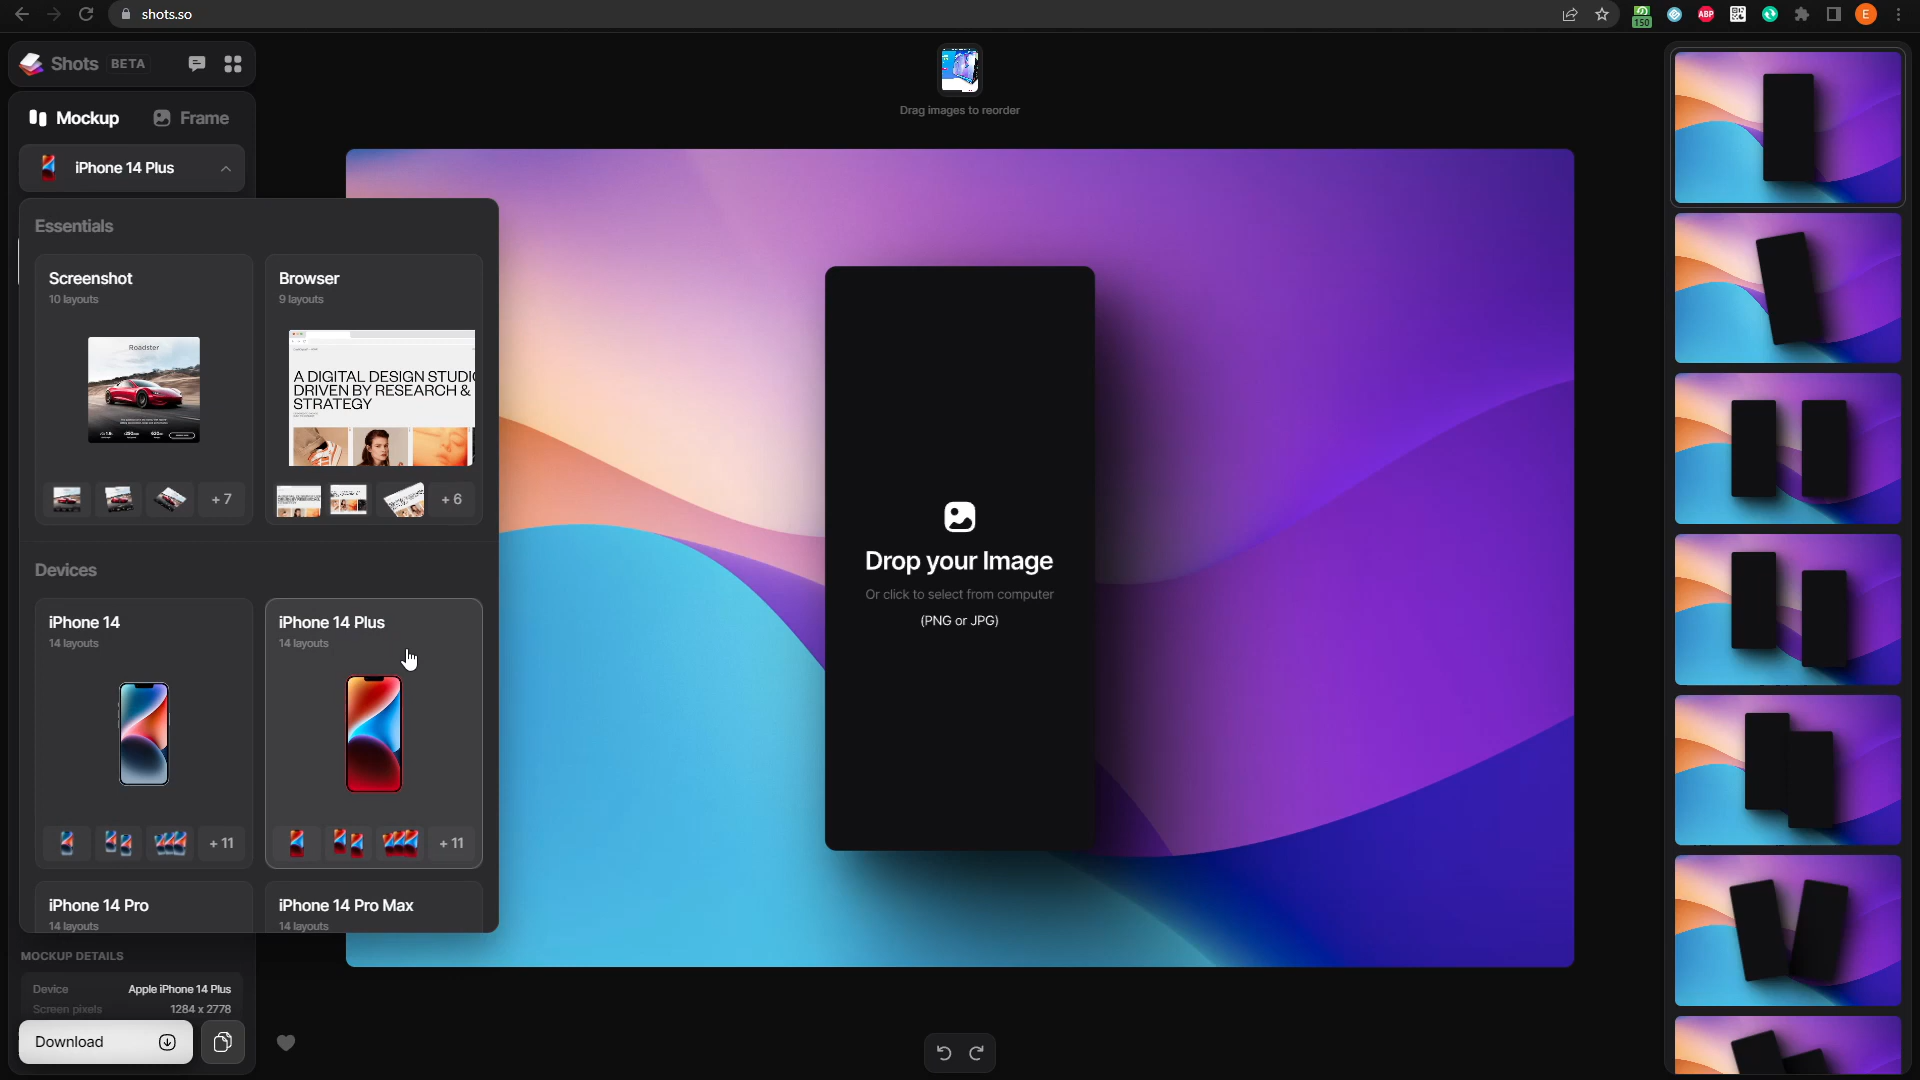 shots.so
150
ABP
E
Shots BETA
Drag images to reorder
Mockup
Frame
iPhone 14 Plus
Essentials
Screenshot
10 layouts
Roadster
+ 7
Browser
9 layouts
A DIGITAL DESIGN STUDIO
DRIVEN BY RESEARCH &
STRATEGY
+ 6
Devices
iPhone 14
14 layouts
+ 11
iPhone 14 Plus
14 layouts
+ 11
iPhone 14 Pro
14 layouts
iPhone 14 Pro Max
14 layouts
Drop your Image
Or click to select from computer
(PNG or JPG)
MOCKUP DETAILS
Device Apple iPhone 14 Plus
Screen pixels 1284 x 2778
Download